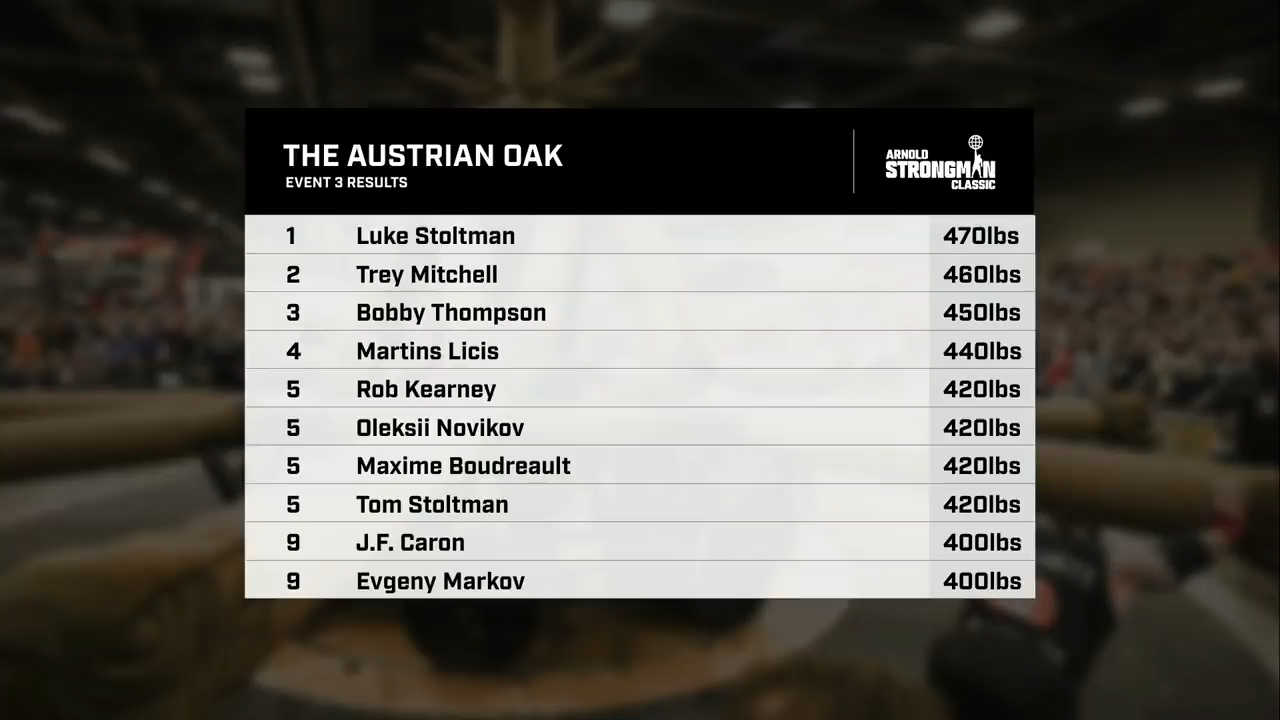 THE AUSTRIAN OAK
EVENT 3 RESULTS
ARNOLD
STRONGMAN
CLASSIC
1 Luke Stoltman 470lbs
2 Trey Mitchell 460lbs
3 Bobby Thompson 450lbs
4 Martins Licis 440lbs
5 Rob Kearney 420lbs
5 Oleksii Novikov 420lbs
5 Maxime Boudreault 420lbs
5 Tom Stoltman 420lbs
9 J.F. Caron 400lbs
9 Evgeny Markov 400lbs